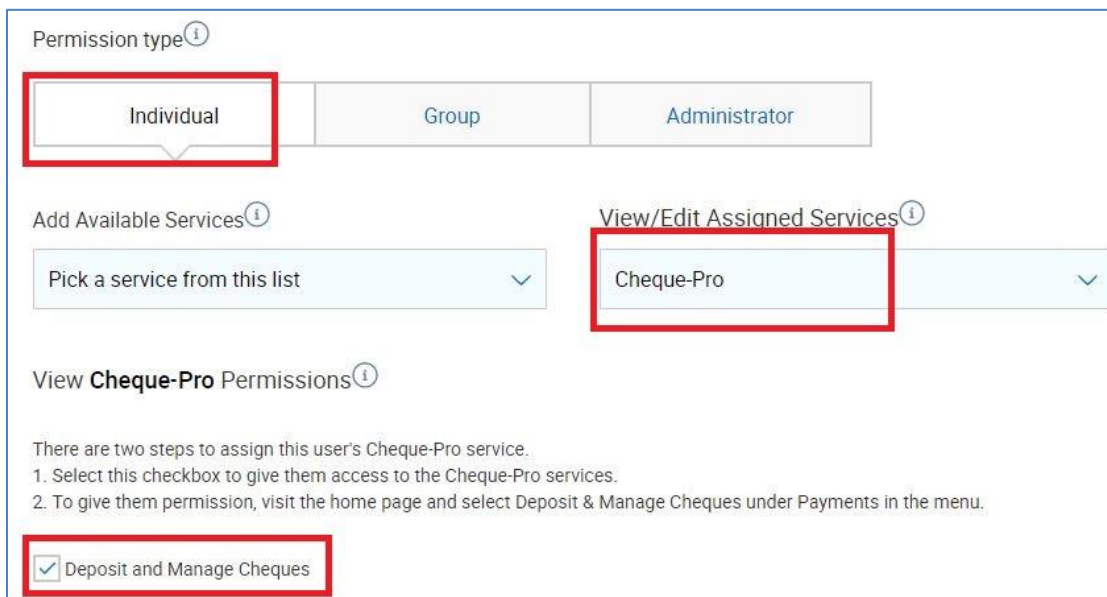 Permission type
Individual Group Administrator
Add Available Services View/Edit Assigned Services
Pick a service from this list Cheque-Pro
View Cheque-Pro Permissions
There are two steps to assign this user's Cheque-Pro service.
1. Select this checkbox to give them access to the Cheque-Pro services.
2. To give them permission, visit the home page and select Deposit & Manage Cheques under Payments in the menu.
Deposit and Manage Cheques